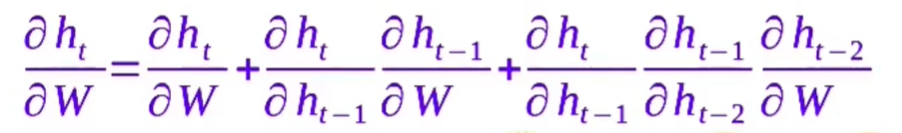 ∂h_t/∂W = ∂h_t/∂W + ∂h_t/∂h_{t−1} ∂h_{t−1}/∂W + ∂h_t/∂h_{t−1} ∂h_{t−1}/∂h_{t−2} ∂h_{t−2}/∂W